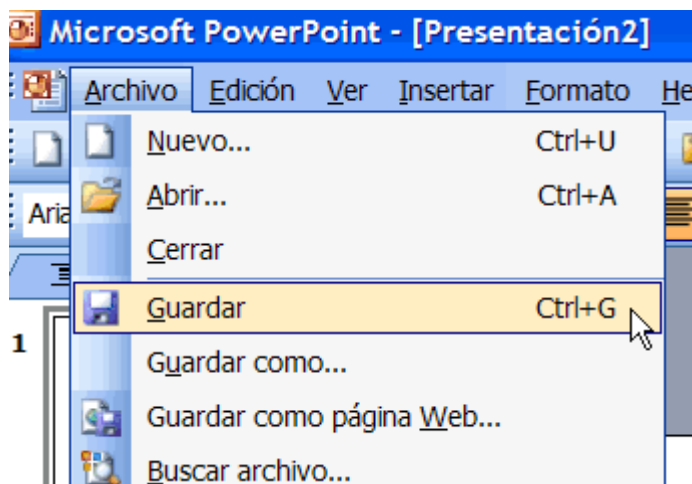 Microsoft PowerPoint - [Presentación2]
Archivo Edición Ver Insertar Formato He
Nuevo... Ctrl+U
Abrir... Ctrl+A
Aria
Cerrar
Guardar Ctrl+G
1
Guardar como...
Guardar como página Web...
Buscar archivo...